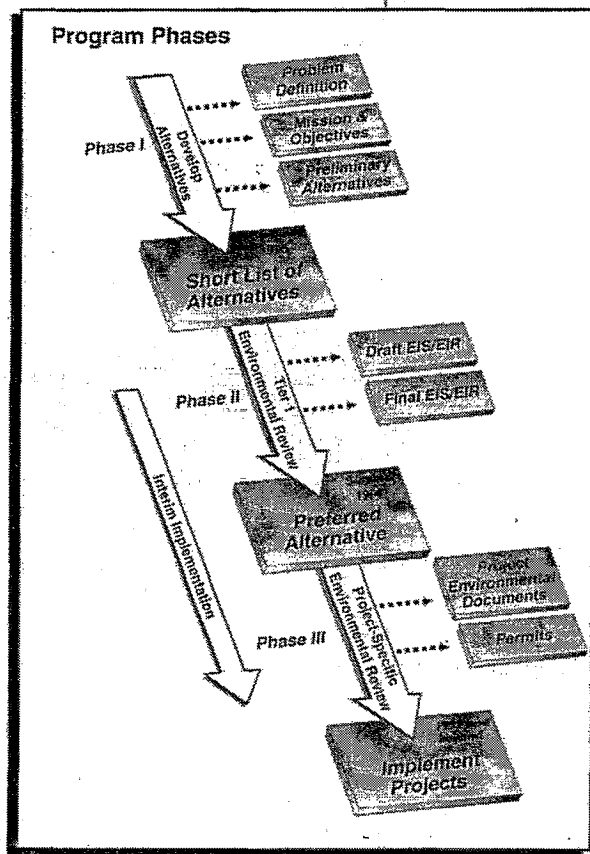 Program Phases
Problem
Definition
Mission &
Objectives
Preliminary
Alternatives
Phase I
Develop
Alternatives
Short List of
Alternatives
Draft EIS/EIR
Final EIS/EIR
Phase II
Tier 1
Environmental Review
Preferred
Alternative
Interim Implementation
Project
Environmental
Documents
Permits
Phase III
Project-Specific
Environmental Review
Implement
Projects